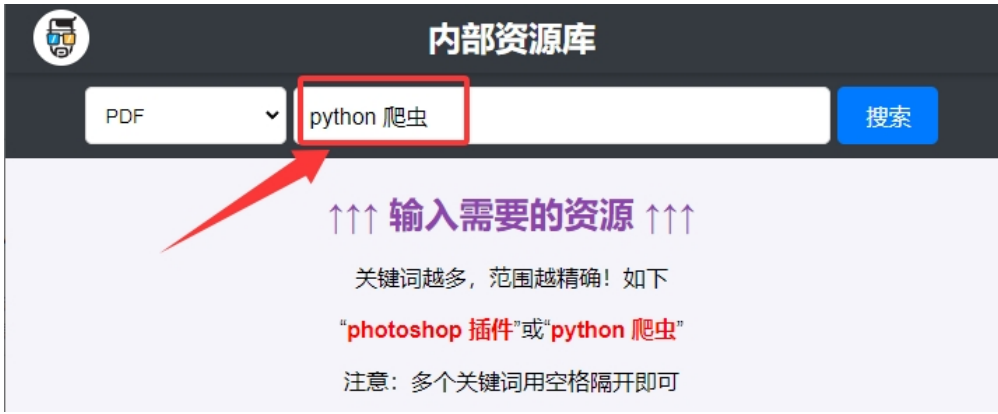 内部资源库
PDF python 爬虫 搜索
↑↑↑ 输入需要的资源 ↑↑↑
关键词越多，范围越精确！如下
“photoshop 插件”或“python 爬虫”
注意：多个关键词用空格隔开即可